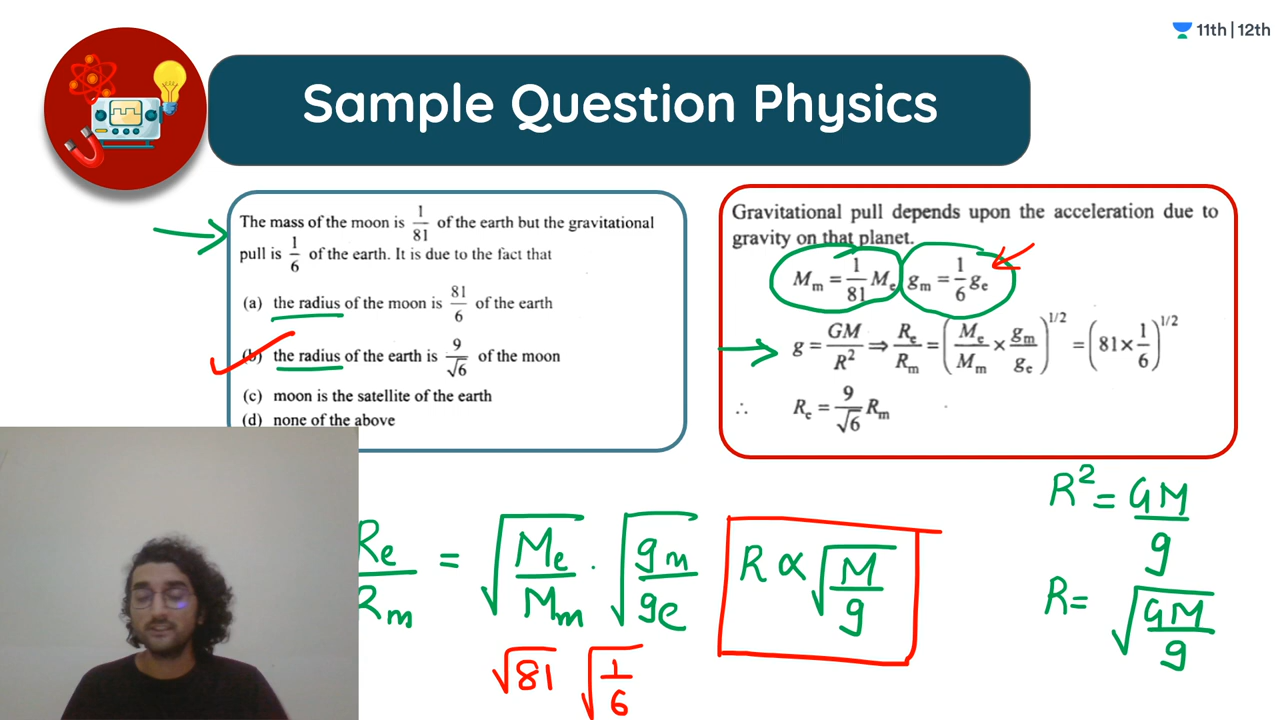 11th | 12th
Sample Question Physics
The mass of the moon is 1/81 of the earth but the gravitational
pull is 1/6 of the earth. It is due to the fact that
(a) the radius of the moon is 81/6 of the earth
(b) the radius of the earth is 9/√6 of the moon
(c) moon is the satellite of the earth
(d) none of the above
Gravitational pull depends upon the acceleration due to
gravity on that planet.
Mm = 1/81 Me, gm = 1/6 ge
g = GM/R² ⇒ Re/Rm = (Me/Mm × gm/ge)^1/2 = (81 × 1/6)^1/2
∴ Re = 9/√6 Rm
Re/Rm = √(Me/Mm) · √(gm/ge)
√81 √(1/6)
R ∝ √(M/g)
R² = GM/g
R = √(GM/g)